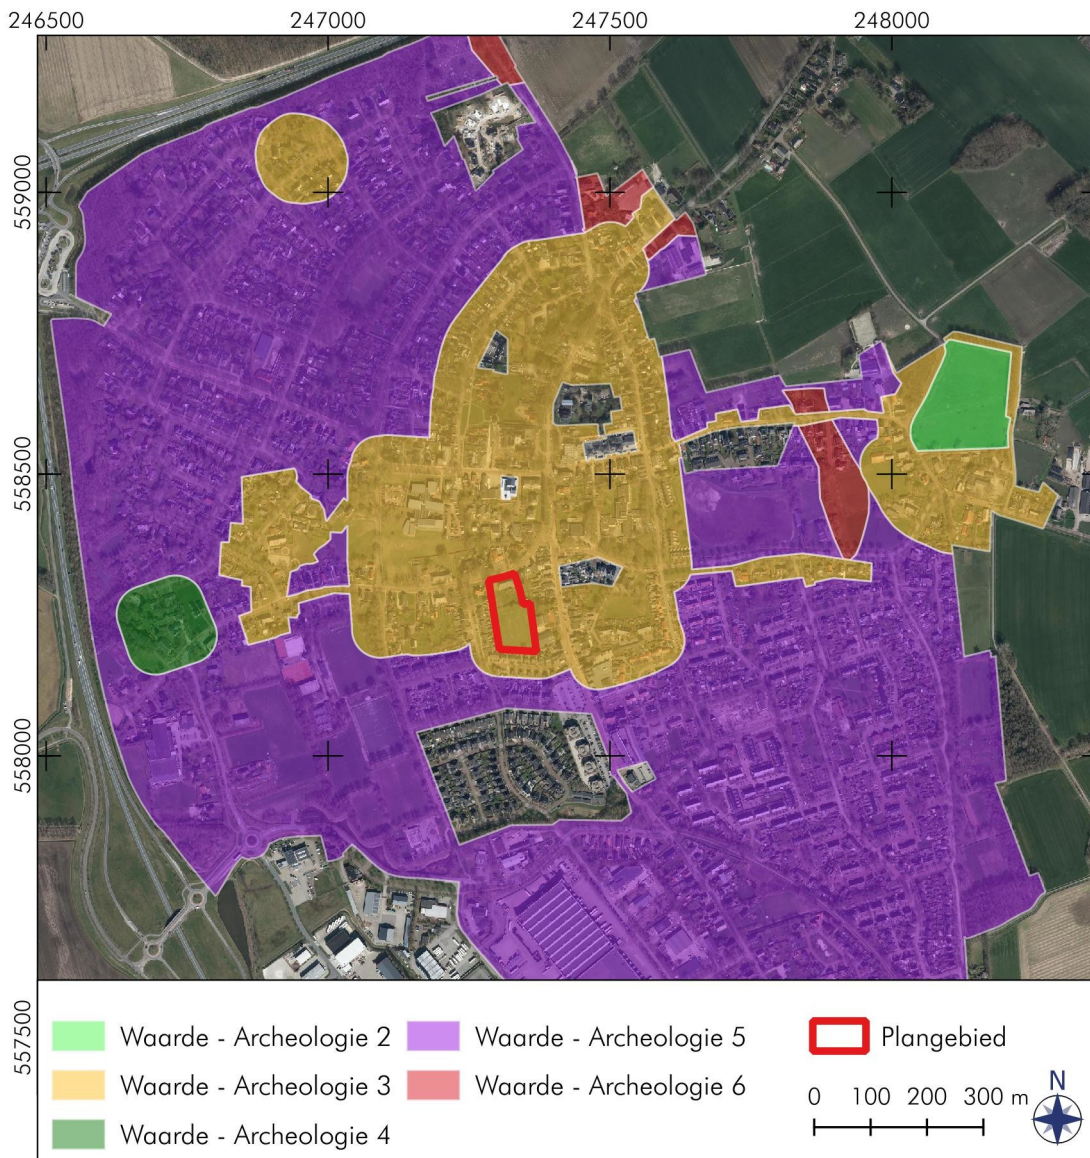 246500 247000 247500 248000
559000
558500
558000
557500
Waarde - Archeologie 2
Waarde - Archeologie 3
Waarde - Archeologie 4
Waarde - Archeologie 5
Waarde - Archeologie 6
Plangebied
0 100 200 300 m
N